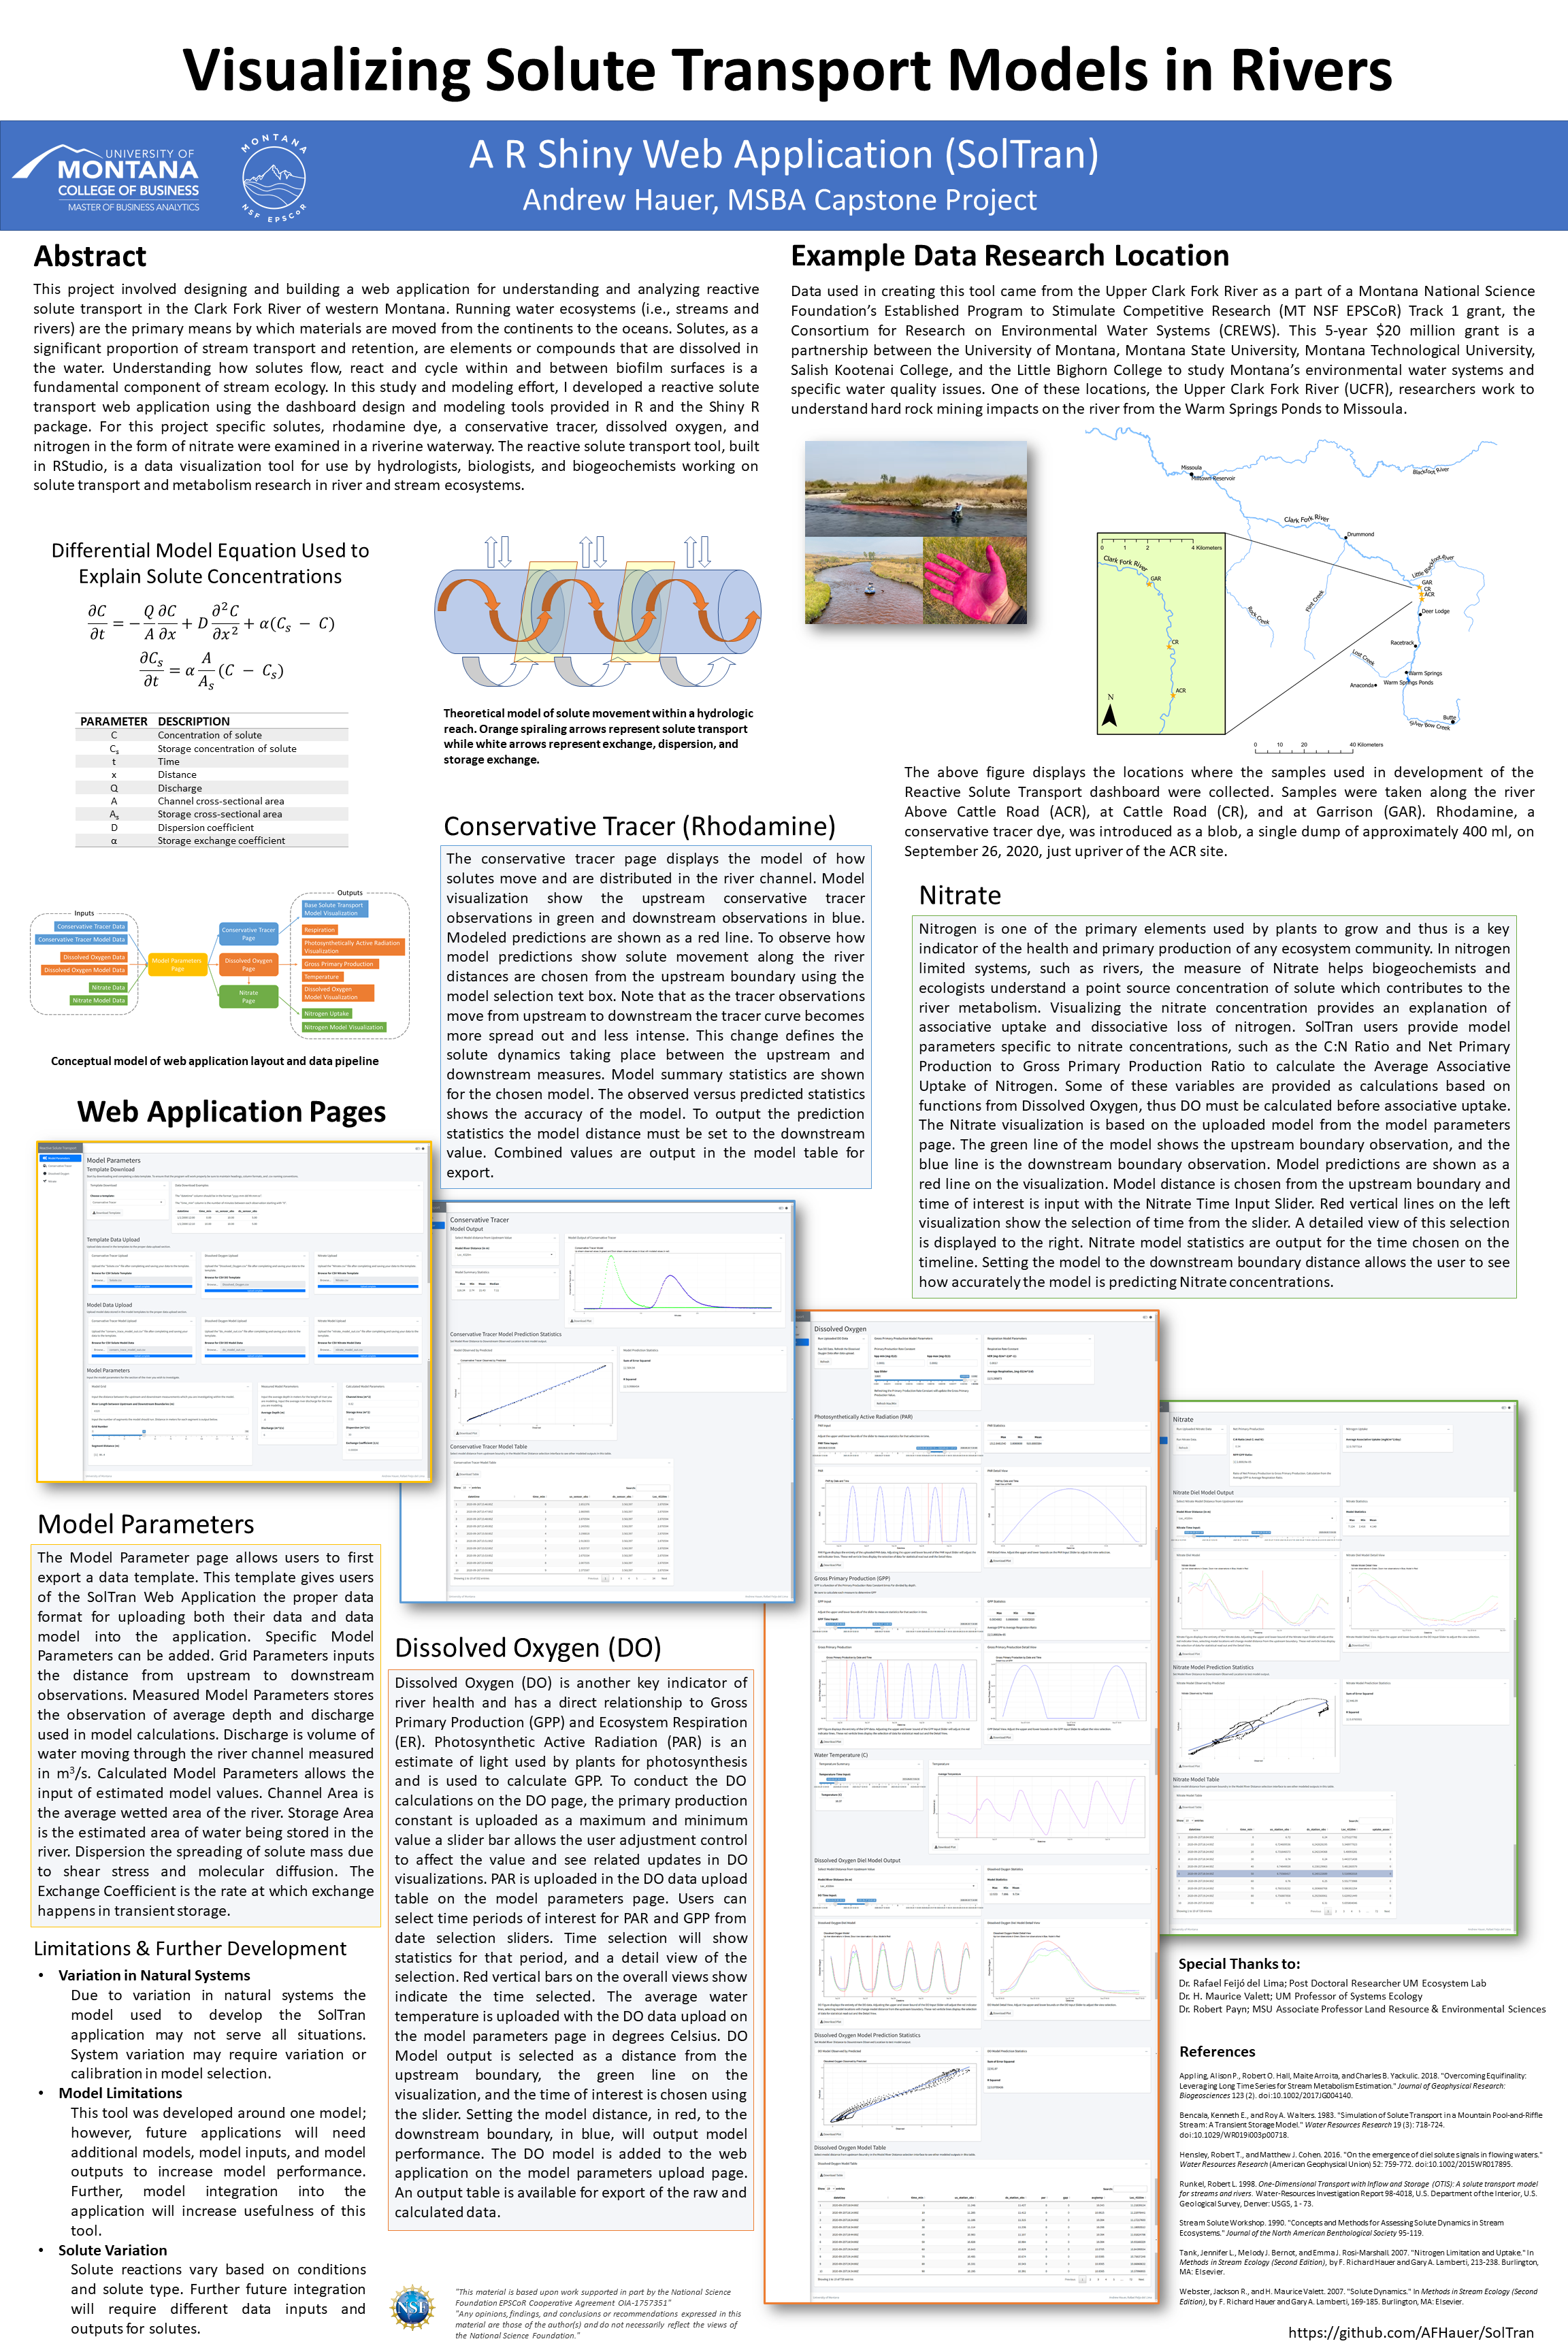 Visualizing Solute Transport Models in Rivers
UNIVERSITY OF
MONTANA
COLLEGE OF BUSINESS
MASTER OF BUSINESS ANALYTICS
MONTANA
NSF EPSCoR
A R Shiny Web Application (SolTran)
Andrew Hauer, MSBA Capstone Project
Abstract
This project involved designing and building a web application for understanding and analyzing reactive
solute transport in the Clark Fork River of western Montana. Running water ecosystems (i.e., streams and
rivers) are the primary means by which materials are moved from the continents to the oceans. Solutes, as a
significant proportion of stream transport and retention, are elements or compounds that are dissolved in
the water. Understanding how solutes flow, react and cycle within and between biofilm surfaces is a
fundamental component of stream ecology. In this study and modeling effort, I developed a reactive solute
transport web application using the dashboard design and modeling tools provided in R and the Shiny R
package. For this project specific solutes, rhodamine dye, a conservative tracer, dissolved oxygen, and
nitrogen in the form of nitrate were examined in a riverine waterway. The reactive solute transport tool, built
in RStudio, is a data visualization tool for use by hydrologists, biologists, and biogeochemists working on
solute transport and metabolism research in river and stream ecosystems.
Differential Model Equation Used to
Explain Solute Concentrations
∂C/∂t = −Q/A ∂C/∂x + D ∂²C/∂x² + α(Cs − C)
∂Cs/∂t = α A/As (C − Cs)
PARAMETER DESCRIPTION
C Concentration of solute
Cs Storage concentration of solute
t Time
x Distance
Q Discharge
A Channel cross-sectional area
As Storage cross-sectional area
D Dispersion coefficient
α Storage exchange coefficient
Theoretical model of solute movement within a hydrologic
reach. Orange spiraling arrows represent solute transport
while white arrows represent exchange, dispersion, and
storage exchange.
Inputs
Conservative Tracer Data
Conservative Tracer Model Data
Dissolved Oxygen Data
Dissolved Oxygen Model Data
Nitrate Data
Nitrate Model Data
Model Parameters
Page
Conservative Tracer
Page
Dissolved Oxygen
Page
Nitrate
Page
Outputs
Base Solute Transport
Model Visualization
Respiration
Photosynthetically Active Radiation
Visualization
Gross Primary Production
Temperature
Dissolved Oxygen
Model Visualization
Nitrogen Uptake
Nitrogen Model Visualization
Conceptual model of web application layout and data pipeline
Conservative Tracer (Rhodamine)
The conservative tracer page displays the model of how
solutes move and are distributed in the river channel. Model
visualization show the upstream conservative tracer
observations in green and downstream observations in blue.
Modeled predictions are shown as a red line. To observe how
model predictions show solute movement along the river
distances are chosen from the upstream boundary using the
model selection text box. Note that as the tracer observations
move from upstream to downstream the tracer curve becomes
more spread out and less intense. This change defines the
solute dynamics taking place between the upstream and
downstream measures. Model summary statistics are shown
for the chosen model. The observed versus predicted statistics
shows the accuracy of the model. To output the prediction
statistics the model distance must be set to the downstream
value. Combined values are output in the model table for
export.
Example Data Research Location
Data used in creating this tool came from the Upper Clark Fork River as a part of a Montana National Science
Foundation's Established Program to Stimulate Competitive Research (MT NSF EPSCoR) Track 1 grant, the
Consortium for Research on Environmental Water Systems (CREWS). This 5-year $20 million grant is a
partnership between the University of Montana, Montana State University, Montana Technological University,
Salish Kootenai College, and the Little Bighorn College to study Montana's environmental water systems and
specific water quality issues. One of these locations, the Upper Clark Fork River (UCFR), researchers work to
understand hard rock mining impacts on the river from the Warm Springs Ponds to Missoula.
Missoula
Milltown Reservoir
Blackfoot River
Clark Fork River
Drummond
Little Blackfoot River
GAR
CR
ACR
Deer Lodge
Rock Creek
Flint Creek
Racetrack
Lost Creek
Warm Springs
Anaconda
Warm Springs Ponds
Butte
Silver Bow Creek
0 10 20 40 Kilometers
0 1 2 4 Kilometers
Clark Fork River
GAR
CR
ACR
N
The above figure displays the locations where the samples used in development of the
Reactive Solute Transport dashboard were collected. Samples were taken along the river
Above Cattle Road (ACR), at Cattle Road (CR), and at Garrison (GAR). Rhodamine, a
conservative tracer dye, was introduced as a blob, a single dump of approximately 400 ml, on
September 26, 2020, just upriver of the ACR site.
Nitrate
Nitrogen is one of the primary elements used by plants to grow and thus is a key
indicator of the health and primary production of any ecosystem community. In nitrogen
limited systems, such as rivers, the measure of Nitrate helps biogeochemists and
ecologists understand a point source concentration of solute which contributes to the
river metabolism. Visualizing the nitrate concentration provides an explanation of
associative uptake and dissociative loss of nitrogen. SolTran users provide model
parameters specific to nitrate concentrations, such as the C:N Ratio and Net Primary
Production to Gross Primary Production Ratio to calculate the Average Associative
Uptake of Nitrogen. Some of these variables are provided as calculations based on
functions from Dissolved Oxygen, thus DO must be calculated before associative uptake.
The Nitrate visualization is based on the uploaded model from the model parameters
page. The green line of the model shows the upstream boundary observation, and the
blue line is the downstream boundary observation. Model predictions are shown as a
red line on the visualization. Model distance is chosen from the upstream boundary and
time of interest is input with the Nitrate Time Input Slider. Red vertical lines on the left
visualization show the selection of time from the slider. A detailed view of this selection
is displayed to the right. Nitrate model statistics are output for the time chosen on the
timeline. Setting the model to the downstream boundary distance allows the user to see
how accurately the model is predicting Nitrate concentrations.
Web Application Pages
Model Parameters
Template Download
Template Data Upload
Model Data Upload
Model Parameters
Conservative Tracer
Model Output
Conservative Tracer Model Prediction Statistics
Conservative Tracer Model Table
Dissolved Oxygen
Photosynthetically Active Radiation (PAR)
Gross Primary Production (GPP)
Water Temperature (C)
Dissolved Oxygen Diel Model Output
Dissolved Oxygen Model Prediction Statistics
Dissolved Oxygen Model Table
Nitrate
Nitrate Diel Model Output
Nitrate Model Prediction Statistics
Nitrate Model Table
Model Parameters
The Model Parameter page allows users to first
export a data template. This template gives users
of the SolTran Web Application the proper data
format for uploading both their data and data
model into the application. Specific Model
Parameters can be added. Grid Parameters inputs
the distance from upstream to downstream
observations. Measured Model Parameters stores
the observation of average depth and discharge
used in model calculations. Discharge is volume of
water moving through the river channel measured
in m³/s. Calculated Model Parameters allows the
input of estimated model values. Channel Area is
the average wetted area of the river. Storage Area
is the estimated area of water being stored in the
river. Dispersion the spreading of solute mass due
to shear stress and molecular diffusion. The
Exchange Coefficient is the rate at which exchange
happens in transient storage.
Limitations & Further Development
• Variation in Natural Systems
Due to variation in natural systems the
model used to develop the SolTran
application may not serve all situations.
System variation may require variation or
calibration in model selection.
• Model Limitations
This tool was developed around one model;
however, future applications will need
additional models, model inputs, and model
outputs to increase model performance.
Further, model integration into the
application will increase usefulness of this
tool.
• Solute Variation
Solute reactions vary based on conditions
and solute type. Further future integration
will require different data inputs and
outputs for solutes.
Dissolved Oxygen (DO)
Dissolved Oxygen (DO) is another key indicator of
river health and has a direct relationship to Gross
Primary Production (GPP) and Ecosystem Respiration
(ER). Photosynthetic Active Radiation (PAR) is an
estimate of light used by plants for photosynthesis
and is used to calculate GPP. To conduct the DO
calculations on the DO page, the primary production
constant is uploaded as a maximum and minimum
value a slider bar allows the user adjustment control
to affect the value and see related updates in DO
visualizations. PAR is uploaded in the DO data upload
table on the model parameters page. Users can
select time periods of interest for PAR and GPP from
date selection sliders. Time selection will show
statistics for that period, and a detail view of the
selection. Red vertical bars on the overall views show
indicate the time selected. The average water
temperature is uploaded with the DO data upload on
the model parameters page in degrees Celsius. DO
Model output is selected as a distance from the
upstream boundary, the green line on the
visualization, and the time of interest is chosen using
the slider. Setting the model distance, in red, to the
downstream boundary, in blue, will output model
performance. The DO model is added to the web
application on the model parameters upload page.
An output table is available for export of the raw and
calculated data.
NSF
"This material is based upon work supported in part by the National Science
Foundation EPSCoR Cooperative Agreement OIA-1757351"
"Any opinions, findings, and conclusions or recommendations expressed in this
material are those of the author(s) and do not necessarily reflect the views of
the National Science Foundation."
Special Thanks to:
Dr. Rafael Feijó del Lima; Post Doctoral Researcher UM Ecosystem Lab
Dr. H. Maurice Valett; UM Professor of Systems Ecology
Dr. Robert Payn; MSU Associate Professor Land Resource & Environmental Sciences
References
Appling, Alison P., Robert O. Hall, Maite Arroita, and Charles B. Yackulic. 2018. "Overcoming Equifinality:
Leveraging Long Time Series for Stream Metabolism Estimation." Journal of Geophysical Research:
Biogeosciences 123 (2). doi:10.1002/2017JG004140.
Bencala, Kenneth E., and Roy A. Walters. 1983. "Simulation of Solute Transport in a Mountain Pool-and-Riffle
Stream: A Transient Storage Model." Water Resources Research 19 (3): 718-724.
doi:10.1029/WR019i003p00718.
Hensley, Robert T., and Matthew J. Cohen. 2016. "On the emergence of diel solute signals in flowing waters."
Water Resources Research (American Geophysical Union) 52: 759-772. doi:10.1002/2015WR017895.
Runkel, Robert L. 1998. One-Dimensional Transport with Inflow and Storage (OTIS): A solute transport model
for streams and rivers. Water-Resources Investigation Report 98-4018, U.S. Department of the Interior, U.S.
Geological Survey, Denver: USGS, 1 - 73.
Stream Solute Workshop. 1990. "Concepts and Methods for Assessing Solute Dynamics in Stream
Ecosystems." Journal of the North American Benthological Society 95-119.
Tank, Jennifer L., Melody J. Bernot, and Emma J. Rosi-Marshall. 2007. "Nitrogen Limitation and Uptake." In
Methods in Stream Ecology (Second Edition), by F. Richard Hauer and Gary A. Lamberti, 213-238. Burlington,
MA: Elsevier.
Webster, Jackson R., and H. Maurice Valett. 2007. "Solute Dynamics." In Methods in Stream Ecology (Second
Edition), by F. Richard Hauer and Gary A. Lamberti, 169-185. Burlington, MA: Elsevier.
https://github.com/AFHauer/SolTran